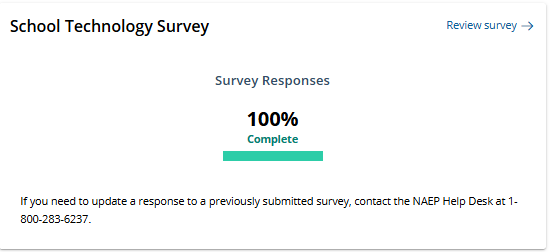 School Technology Survey
Review survey →
Survey Responses
100%
Complete
If you need to update a response to a previously submitted survey, contact the NAEP Help Desk at 1-
800-283-6237.